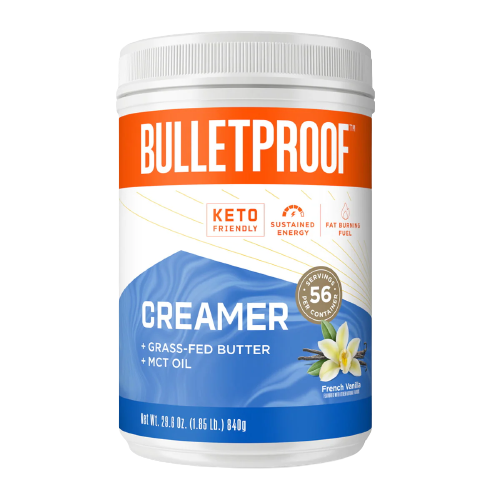 BULLETPROOF™
KETO
FRIENDLY
SUSTAINED
ENERGY
FAT BURNING
FUEL
SERVINGS
56
PER CONTAINER
CREAMER
+ GRASS-FED BUTTER
+ MCT OIL
French Vanilla
Net Wt. 29.6 Oz. (1.85 Lb.) 840g